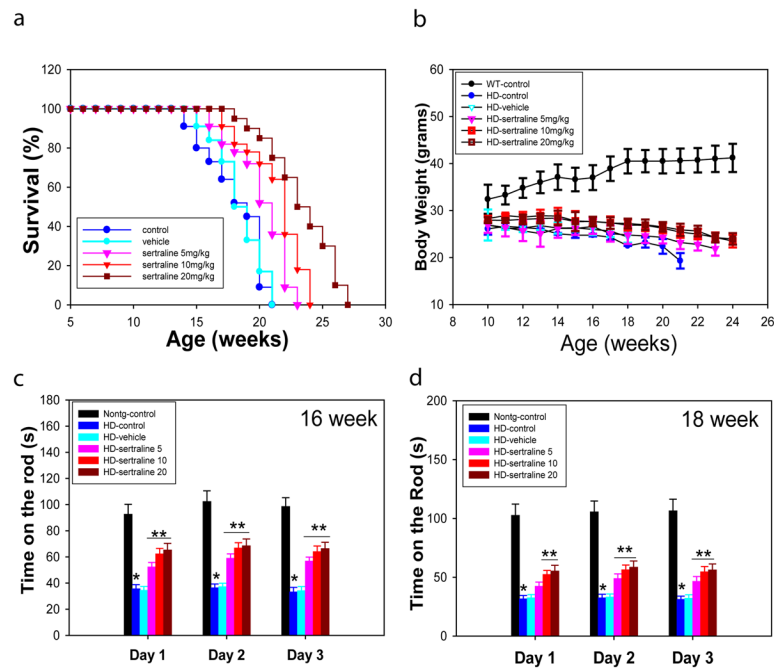 a
Survival (%)
120
100
80
60
40
20
0
control
vehicle
sertraline 5mg/kg
sertraline 10mg/kg
sertraline 20mg/kg
5 10 15 20 25 30
Age (weeks)
b
Body Weight (grams)
60
50
40
30
20
10
WT-control
HD-control
HD-vehicle
HD-sertraline 5mg/kg
HD-sertraline 10mg/kg
HD-sertraline 20mg/kg
8 10 12 14 16 18 20 22 24 26
Age (weeks)
c
Time on the rod (s)
180
160
140
120
100
80
60
40
20
0
Nontg-control
HD-control
HD-vehicle
HD-sertraline 5
HD-sertraline 10
HD-sertraline 20
16 week
* ** * ** * **
Day 1 Day 2 Day 3
d
Time on the Rod (s)
200
150
100
50
0
Nontg-control
HD-control
HD-vehicle
HD-sertraline 5
HD-sertraline 10
HD-sertraline 20
18 week
* ** * ** * **
Day 1 Day 2 Day 3